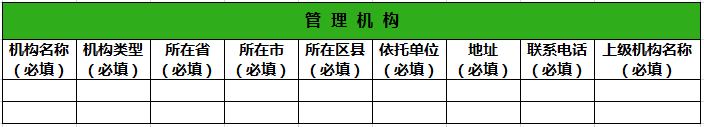 管 理 机 构
机构名称 机构类型 所在省 所在市 所在区县 依托单位 地址 联系电话 上级机构名称
（必填） （必填） （必填） （必填） （必填） （必填） （必填） （必填） （必填）